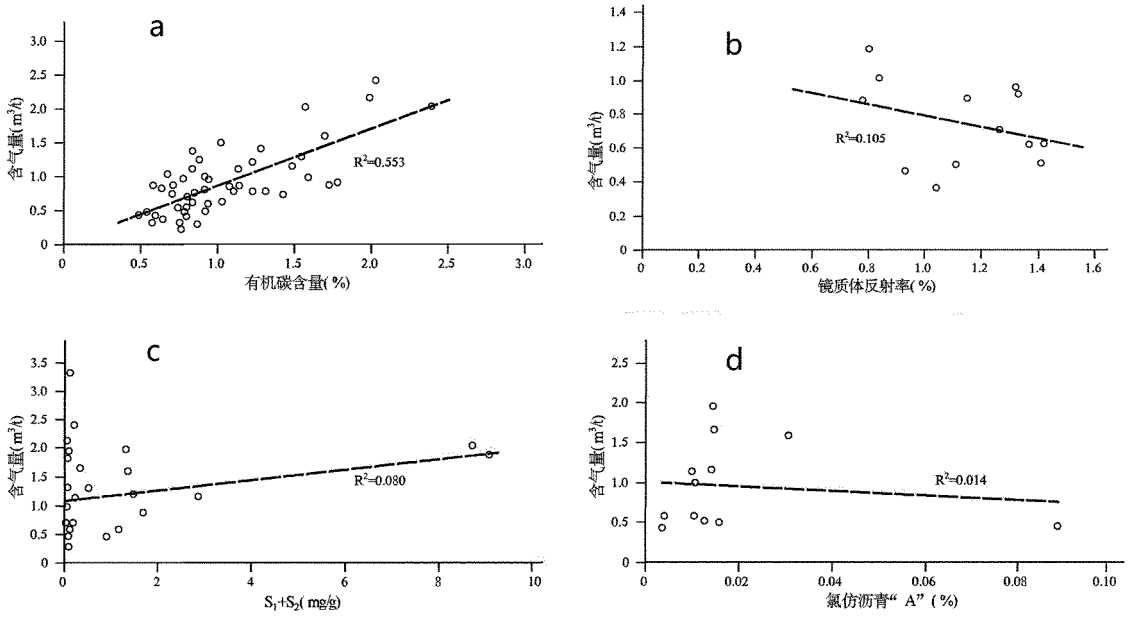 a
含气量(m³/t)
3.0
2.5
2.0
1.5
1.0
0.5
0
R²=0.553
0 0.5 1.0 1.5 2.0 2.5 3.0
有机碳含量(%)
b
含气量(m³/t)
1.4
1.2
1.0
0.8
0.6
0.4
0.2
0
R²=0.105
0 0.2 0.4 0.6 0.8 1.0 1.2 1.4 1.6
镜质体反射率(%)
c
含气量(m³/t)
3.5
3.0
2.5
2.0
1.5
1.0
0.5
0
R²=0.080
0 2 4 6 8 10
S₁+S₂(mg/g)
d
含气量(m³/t)
2.5
2.0
1.5
1.0
0.5
0
R²=0.014
0 0.02 0.04 0.06 0.08 0.10
氯仿沥青“A”(%)